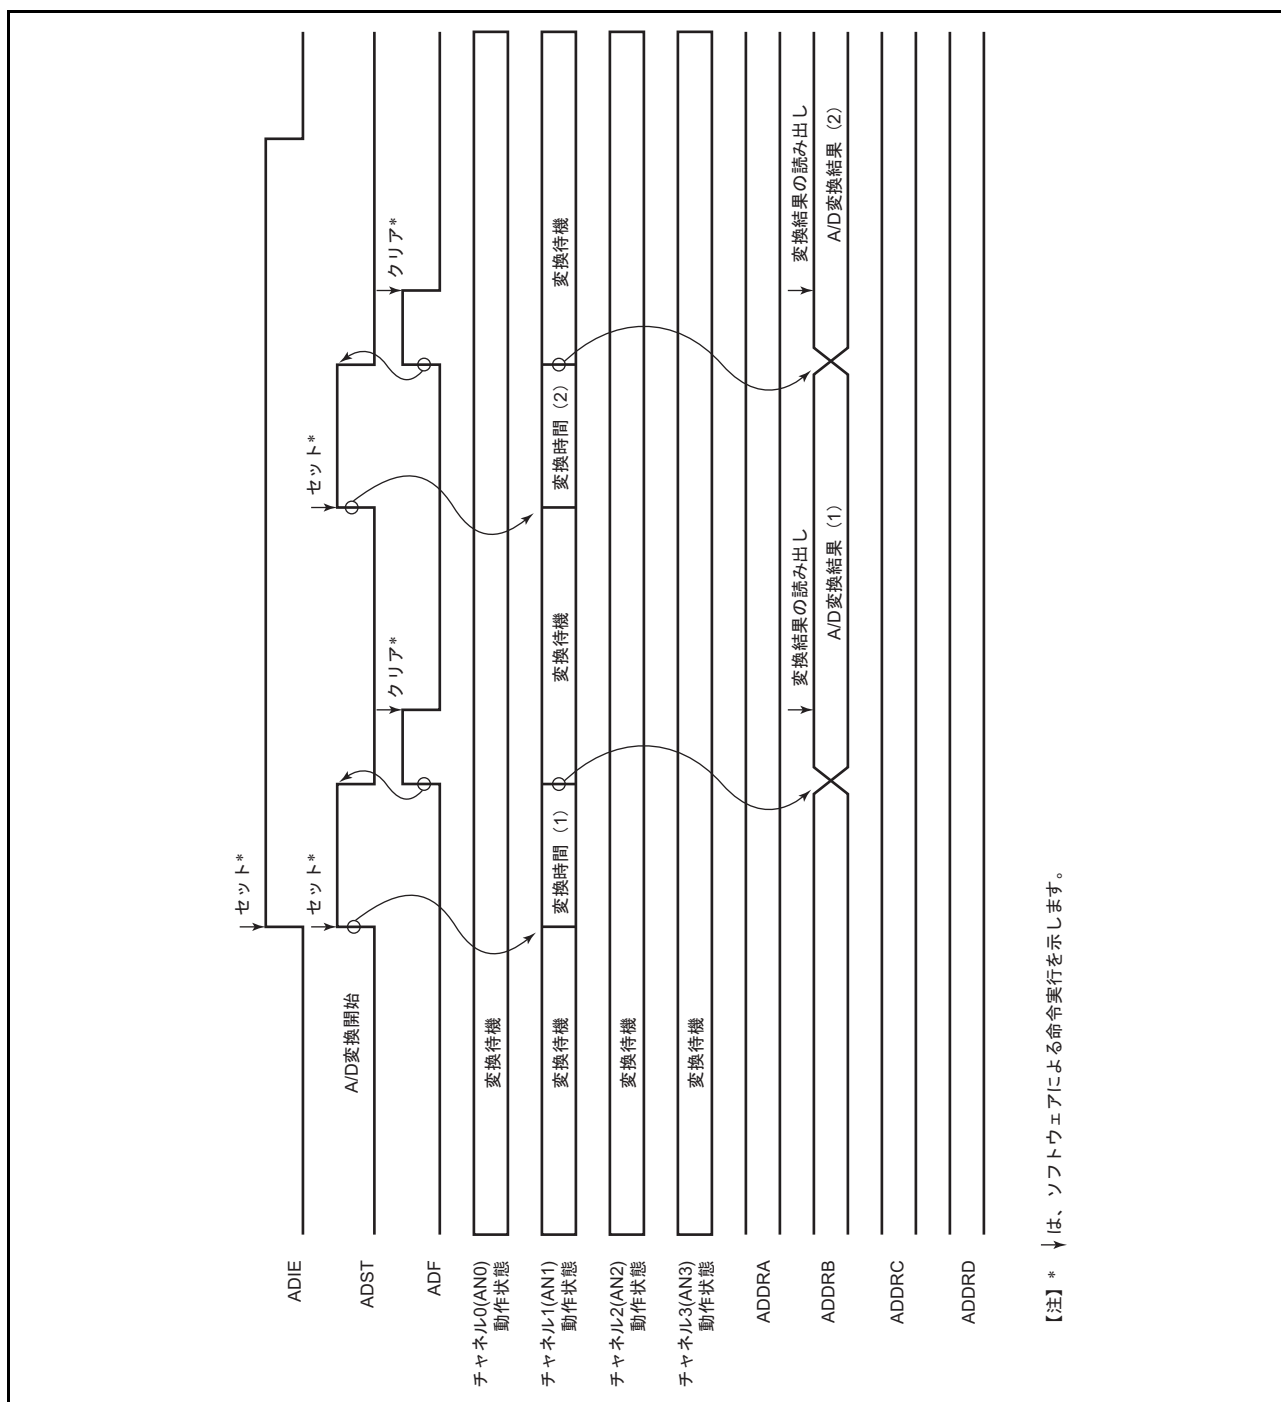 ADIE
セット*
ADST
A/D変換開始
セット*
セット*
ADF
クリア*
クリア*
チャネル0(AN0)
動作状態
変換待機
チャネル1(AN1)
動作状態
変換待機
変換時間（1）
変換待機
変換時間（2）
変換待機
チャネル2(AN2)
動作状態
変換待機
チャネル3(AN3)
動作状態
変換待機
ADDRA
ADDRB
変換結果の読み出し
A/D変換結果（1）
変換結果の読み出し
A/D変換結果（2）
ADDRC
ADDRD
【注】* ↓は、ソフトウェアによる命令実行を示します。